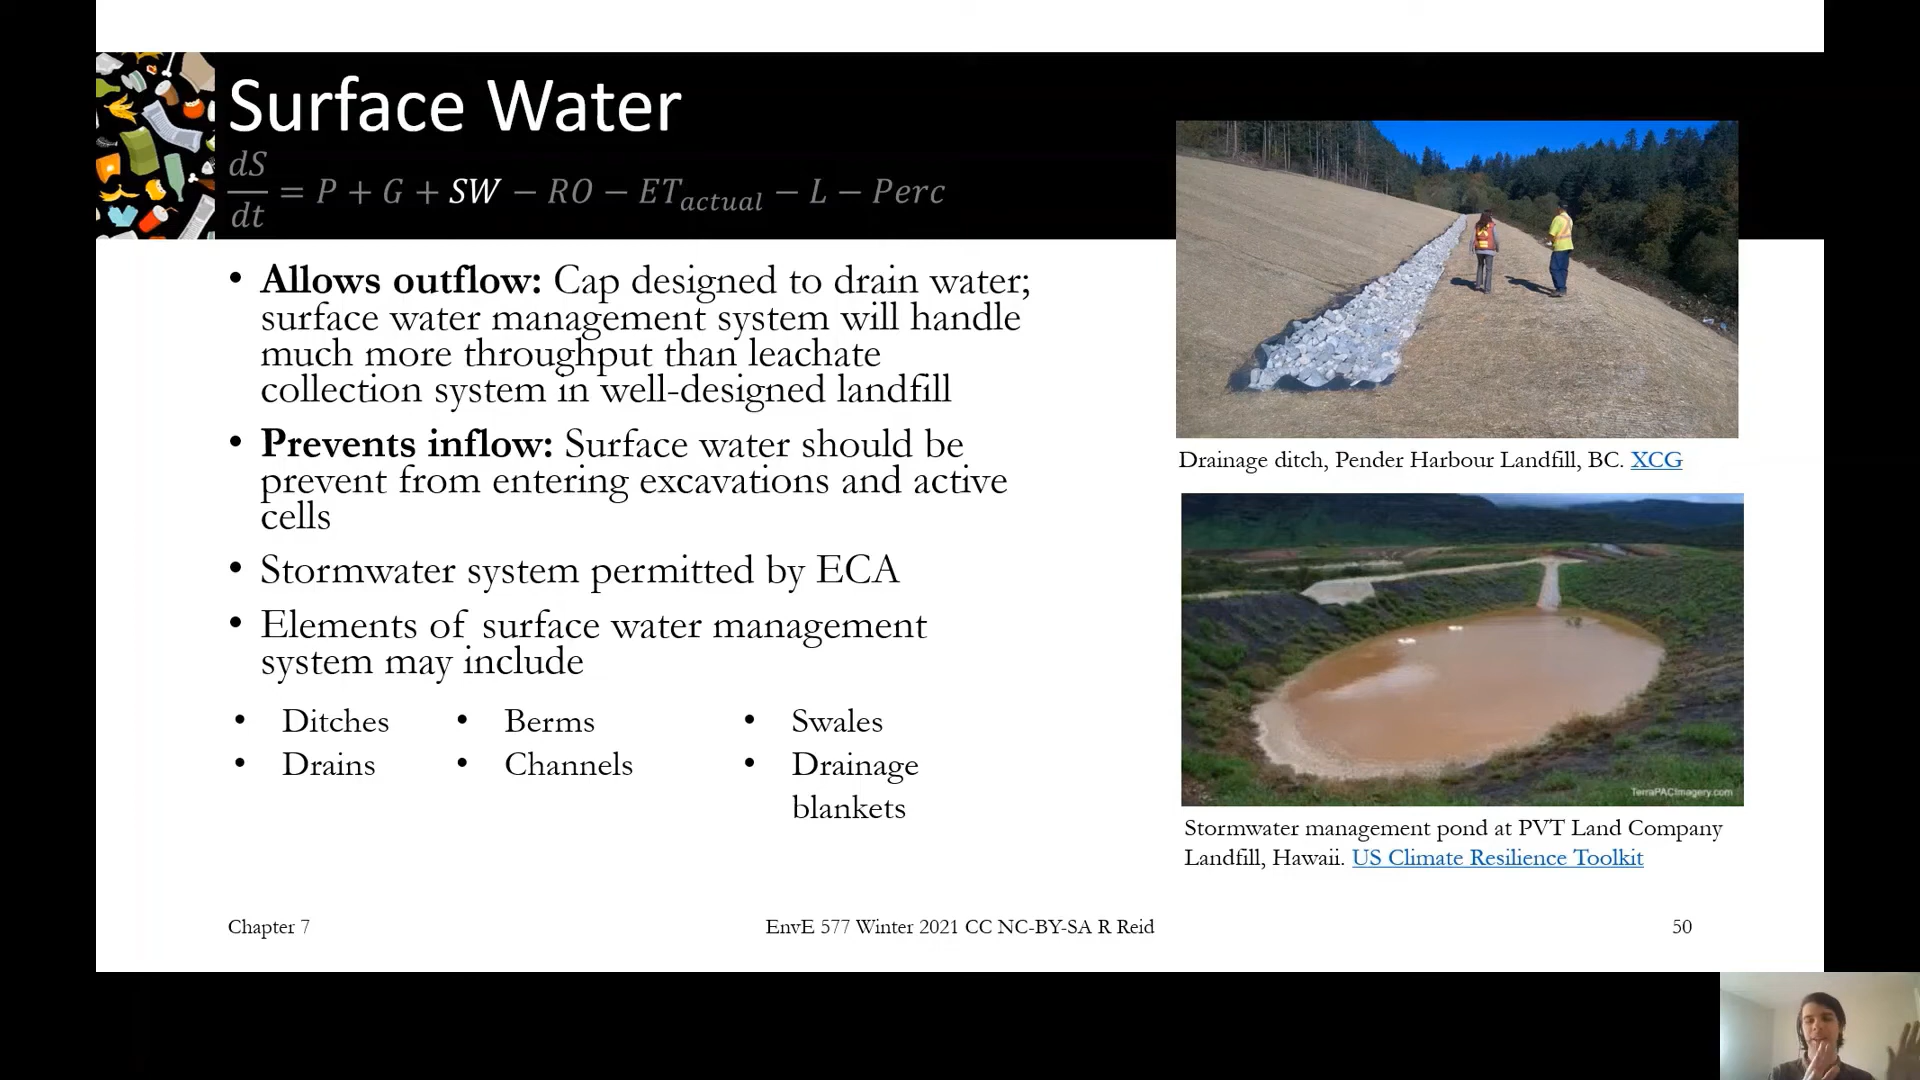 Surface Water
dS/dt = P + G + SW − RO − ET_actual − L − Perc
• Allows outflow: Cap designed to drain water;
surface water management system will handle
much more throughput than leachate
collection system in well-designed landfill
• Prevents inflow: Surface water should be
prevent from entering excavations and active
cells
• Stormwater system permitted by ECA
• Elements of surface water management
system may include
• Ditches
• Drains
• Berms
• Channels
• Swales
• Drainage
blankets
Drainage ditch, Pender Harbour Landfill, BC. XCG
TerraPACImagery.com
Stormwater management pond at PVT Land Company
Landfill, Hawaii. US Climate Resilience Toolkit
Chapter 7
EnvE 577 Winter 2021 CC NC-BY-SA R Reid
50